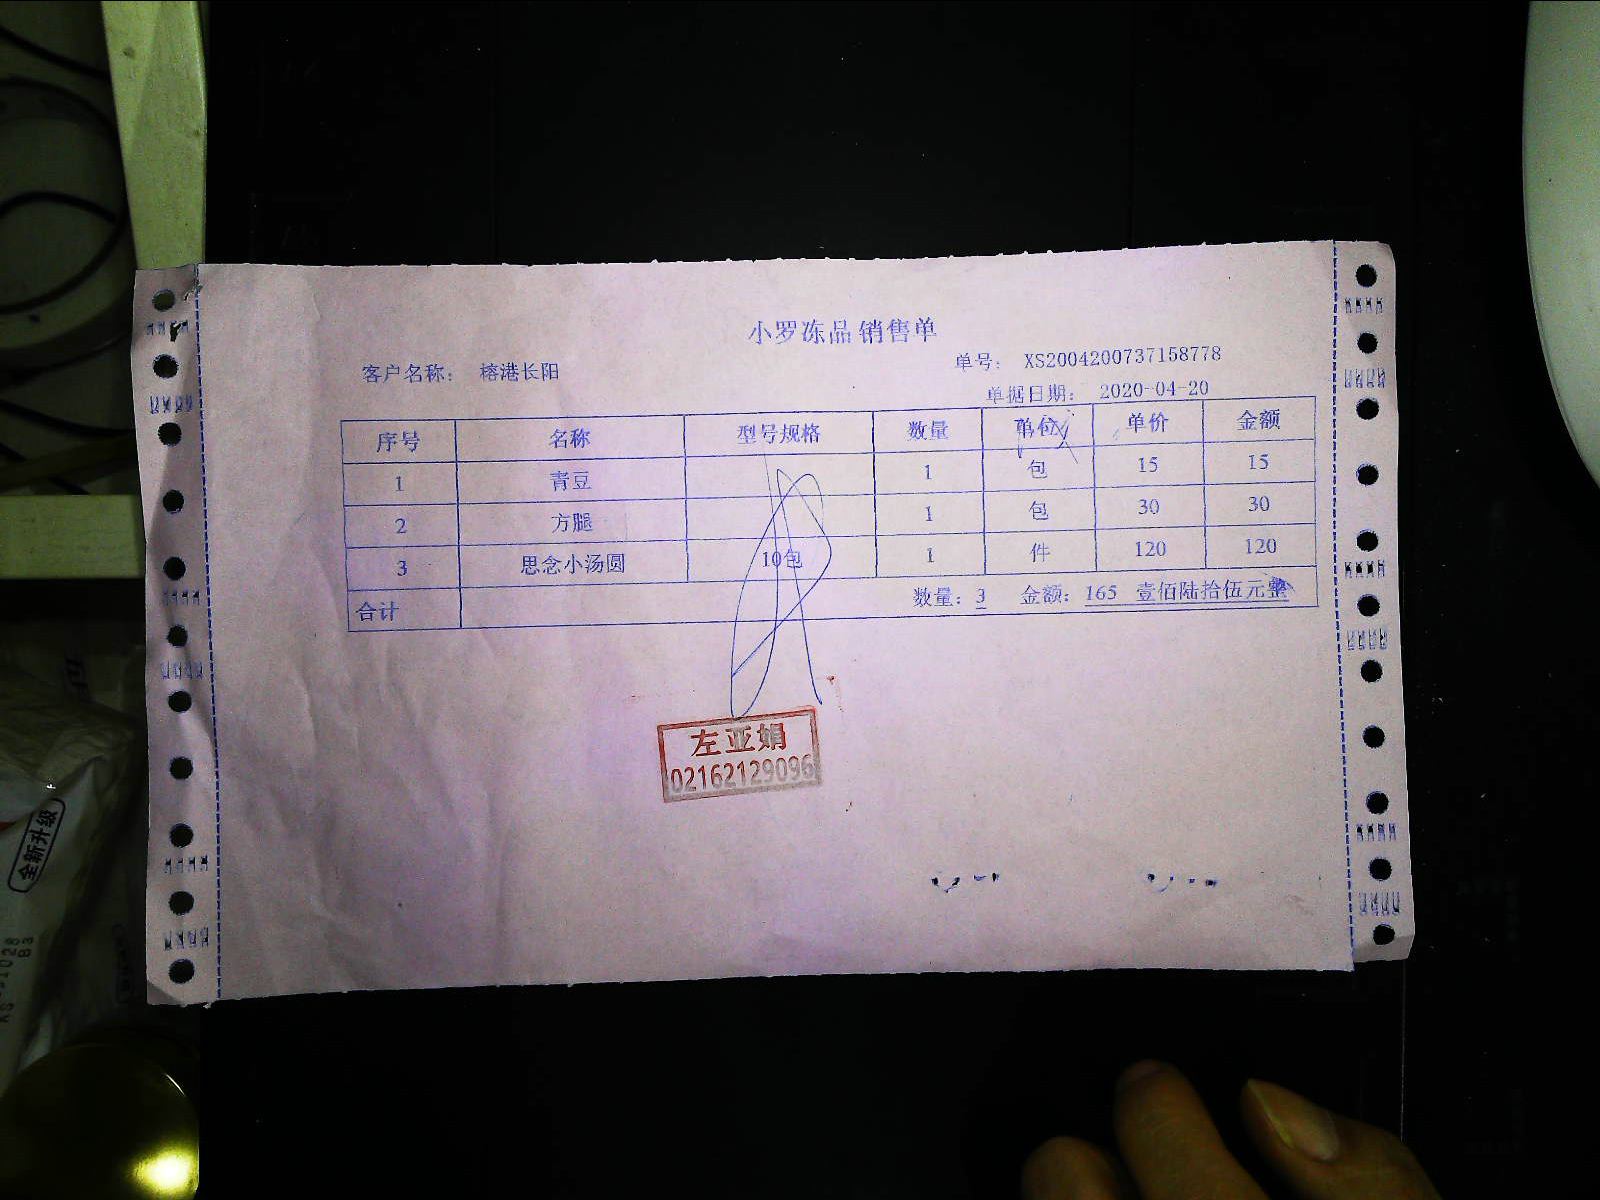 小罗冻品销售单
单号： XS2004200737158778
客户名称： 榕港长阳
单据日期： 2020-04-20
序号 名称 型号规格 数量 单位 单价 金额
1 青豆 1 包 15 15
2 方腿 1 包 30 30
3 思念小汤圆 10包 1 件 120 120
合计 数量：3 金额：165 壹佰陆拾伍元整
左亚娟
02162129096
全新升级